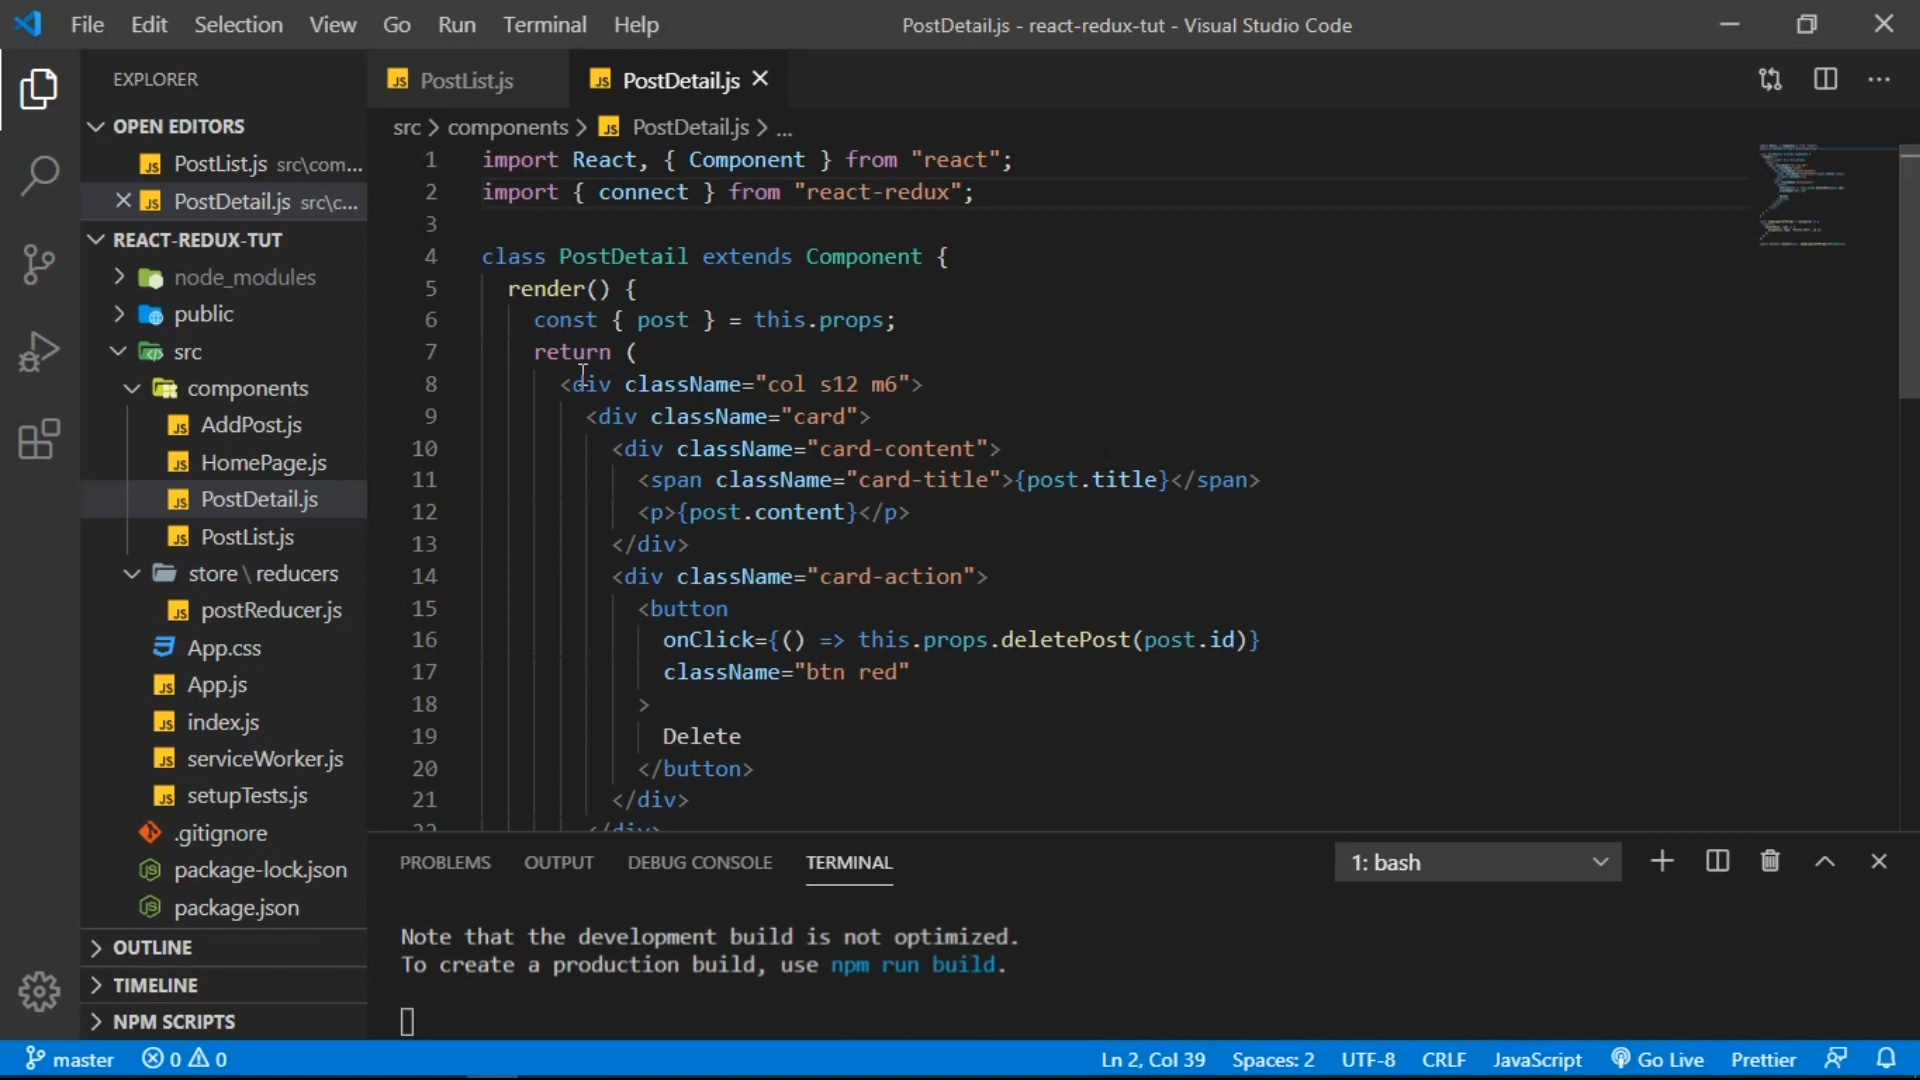 File Edit Selection View Go Run Terminal Help
PostDetail.js - react-redux-tut - Visual Studio Code
EXPLORER
OPEN EDITORS
PostList.js src\com...
PostDetail.js src\c...
REACT-REDUX-TUT
node_modules
public
src
components
AddPost.js
HomePage.js
PostDetail.js
PostList.js
store \ reducers
postReducer.js
App.css
App.js
index.js
serviceWorker.js
setupTests.js
.gitignore
package-lock.json
package.json
OUTLINE
TIMELINE
NPM SCRIPTS
PostList.js PostDetail.js
src > components > PostDetail.js > ...
1 import React, { Component } from "react";
2 import { connect } from "react-redux";
3
4 class PostDetail extends Component {
5 render() {
6 const { post } = this.props;
7 return (
8 <div className="col s12 m6">
9 <div className="card">
10 <div className="card-content">
11 <span className="card-title">{post.title}</span>
12 <p>{post.content}</p>
13 </div>
14 <div className="card-action">
15 <button
16 onClick={() => this.props.deletePost(post.id)}
17 className="btn red"
18 >
19 Delete
20 </button>
21 </div>
22 </div>
PROBLEMS OUTPUT DEBUG CONSOLE TERMINAL
1: bash
Note that the development build is not optimized.
To create a production build, use npm run build.
master 0 0
Ln 2, Col 39 Spaces: 2 UTF-8 CRLF JavaScript Go Live Prettier